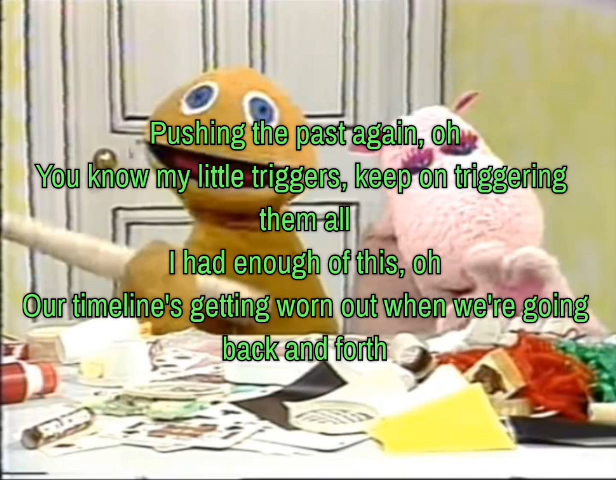 Pushing the past again, oh
You know my little triggers, keep on triggering
them all
I had enough of this, oh
Our timeline's getting worn out when we're going
back and forth